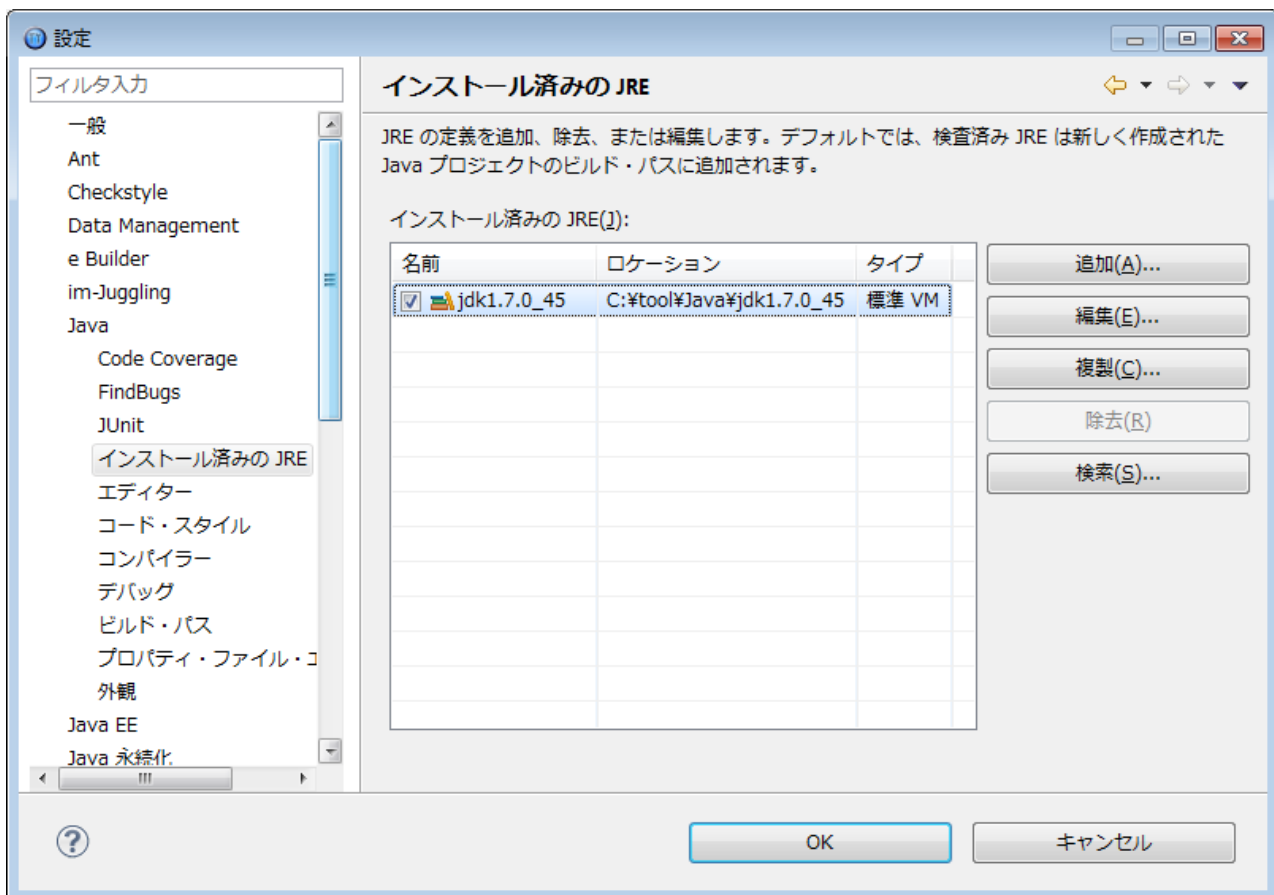 設定
フィルタ入力
一般
Ant
Checkstyle
Data Management
e Builder
im-Juggling
Java
Code Coverage
FindBugs
JUnit
インストール済みの JRE
エディター
コード・スタイル
コンパイラー
デバッグ
ビルド・パス
プロパティ・ファイル・エ
外観
Java EE
Java 永続化
インストール済みの JRE
JRE の定義を追加、除去、または編集します。デフォルトでは、検査済み JRE は新しく作成された
Java プロジェクトのビルド・パスに追加されます。
インストール済みの JRE(J):
名前 ロケーション タイプ
jdk1.7.0_45 C:¥tool¥Java¥jdk1.7.0_45 標準 VM
追加(A)...
編集(E)...
複製(C)...
除去(R)
検索(S)...
OK キャンセル